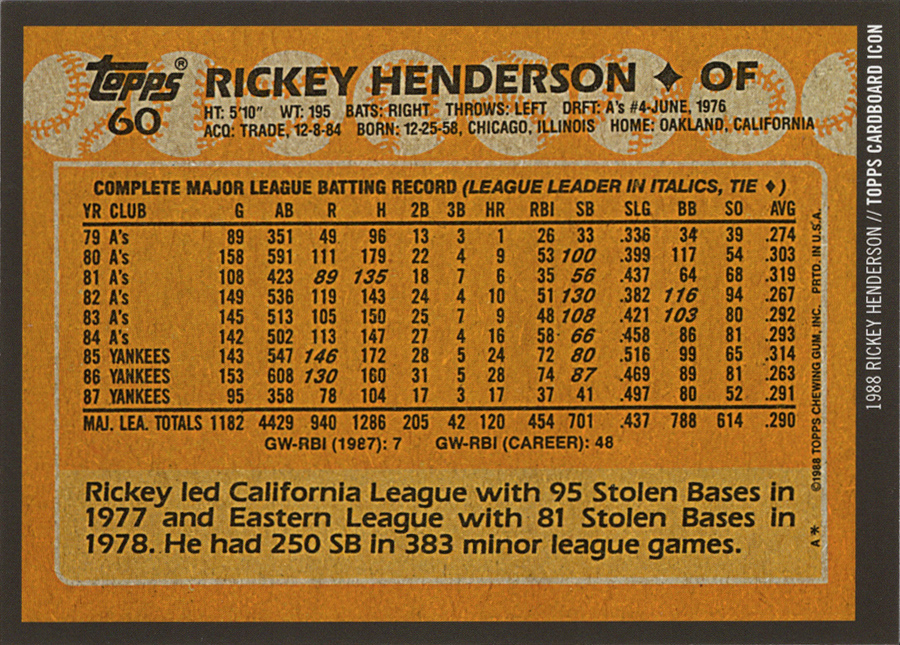 Topps®
60
RICKEY HENDERSON ♦ OF
HT: 5'10" WT: 195 BATS: RIGHT THROWS: LEFT DRFT: A's #4-JUNE, 1976
ACQ: TRADE, 12-8-84 BORN: 12-25-58, CHICAGO, ILLINOIS HOME: OAKLAND, CALIFORNIA
COMPLETE MAJOR LEAGUE BATTING RECORD (LEAGUE LEADER IN ITALICS, TIE ♦)
YR CLUB G AB R H 2B 3B HR RBI SB SLG BB SO AVG
79 A's 89 351 49 96 13 3 1 26 33 .336 34 39 .274
80 A's 158 591 111 179 22 4 9 53 100 .399 117 54 .303
81 A's 108 423 89 135 18 7 6 35 56 .437 64 68 .319
82 A's 149 536 119 143 24 4 10 51 130 .382 116 94 .267
83 A's 145 513 105 150 25 7 9 48 108 .421 103 80 .292
84 A's 142 502 113 147 27 4 16 58 66 .458 86 81 .293
85 YANKEES 143 547 146 172 28 5 24 72 80 .516 99 65 .314
86 YANKEES 153 608 130 160 31 5 28 74 87 .469 89 81 .263
87 YANKEES 95 358 78 104 17 3 17 37 41 .497 80 52 .291
MAJ. LEA. TOTALS 1182 4429 940 1286 205 42 120 454 701 .437 788 614 .290
GW-RBI (1987): 7 GW-RBI (CAREER): 48
Rickey led California League with 95 Stolen Bases in
1977 and Eastern League with 81 Stolen Bases in
1978. He had 250 SB in 383 minor league games.
A * ©1988 TOPPS CHEWING GUM, INC. PRTD. IN U.S.A.
1988 RICKEY HENDERSON // TOPPS CARDBOARD ICON